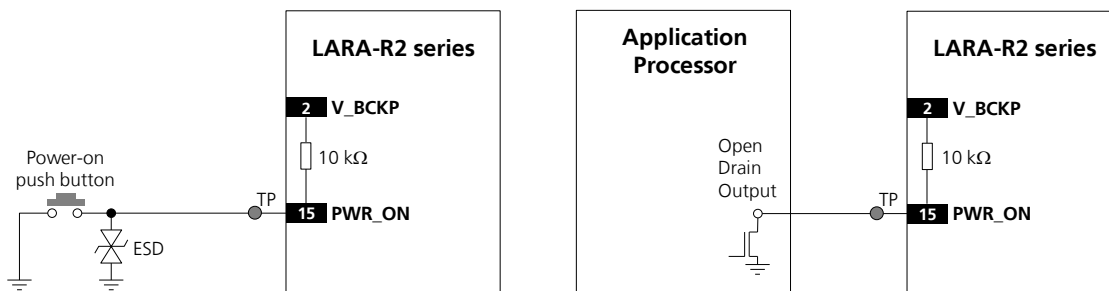 LARA-R2 series
2 V_BCKP
10 kΩ
Power-on
push button
TP
15 PWR_ON
ESD
Application
Processor
Open
Drain
Output
LARA-R2 series
2 V_BCKP
10 kΩ
TP
15 PWR_ON